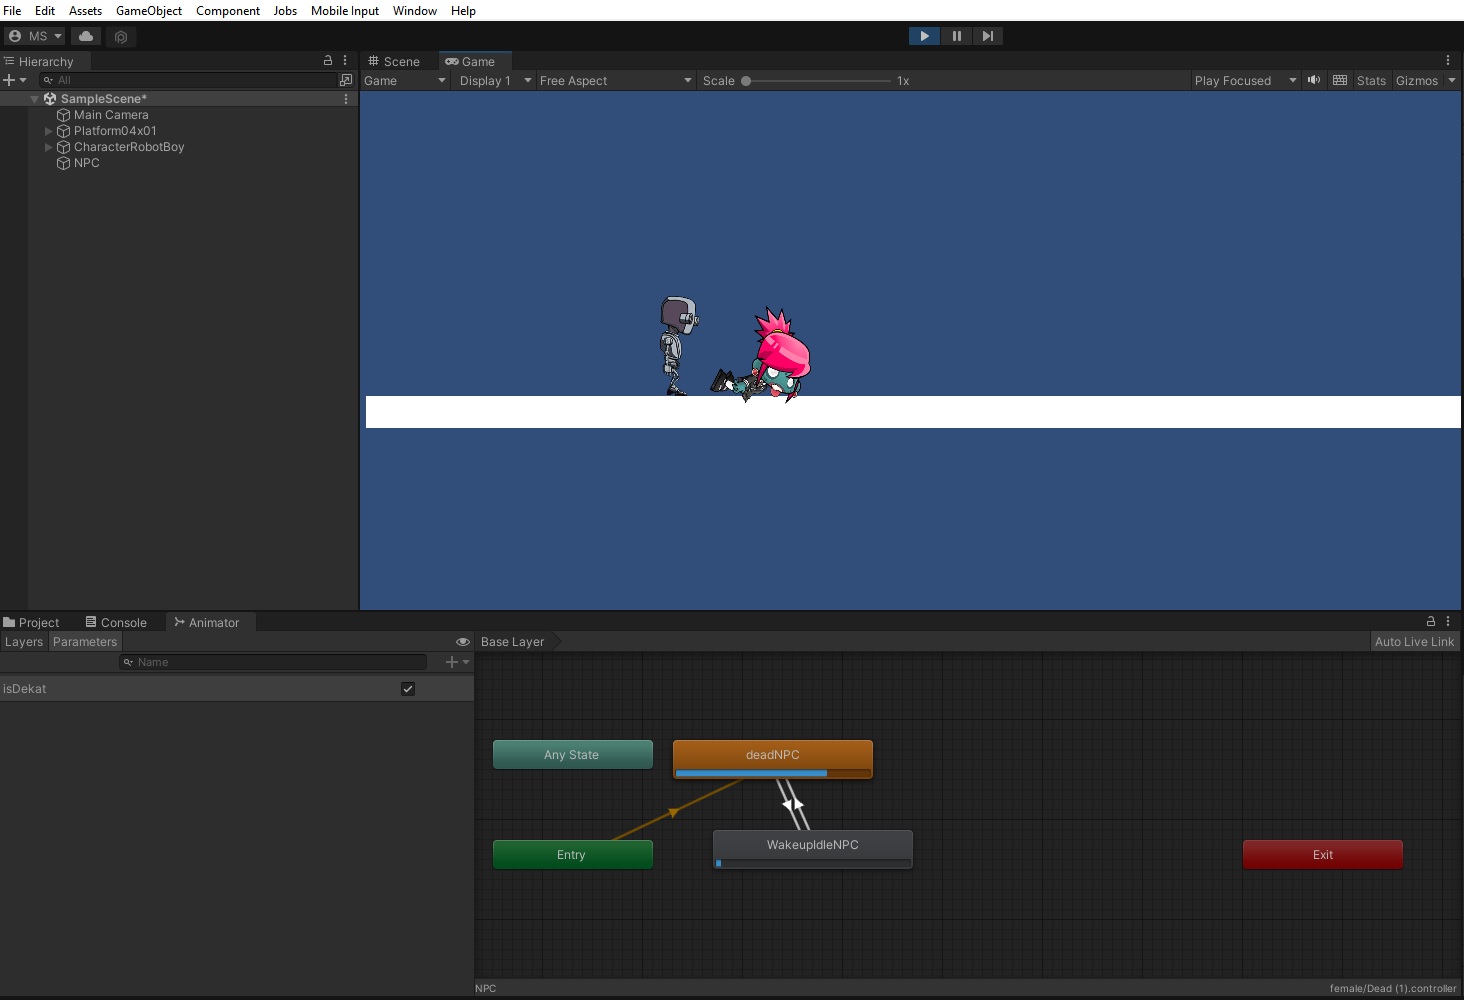 File Edit Assets GameObject Component Jobs Mobile Input Window Help
MS
Hierarchy
All
SampleScene*
Main Camera
Platform04x01
CharacterRobotBoy
NPC
Scene Game
Game Display 1 Free Aspect Scale 1x Play Focused Stats Gizmos
Project Console Animator
Layers Parameters
Name
isDekat
Base Layer Auto Live Link
Any State
deadNPC
Entry
WakeupIdleNPC
Exit
NPC female/Dead (1).controller